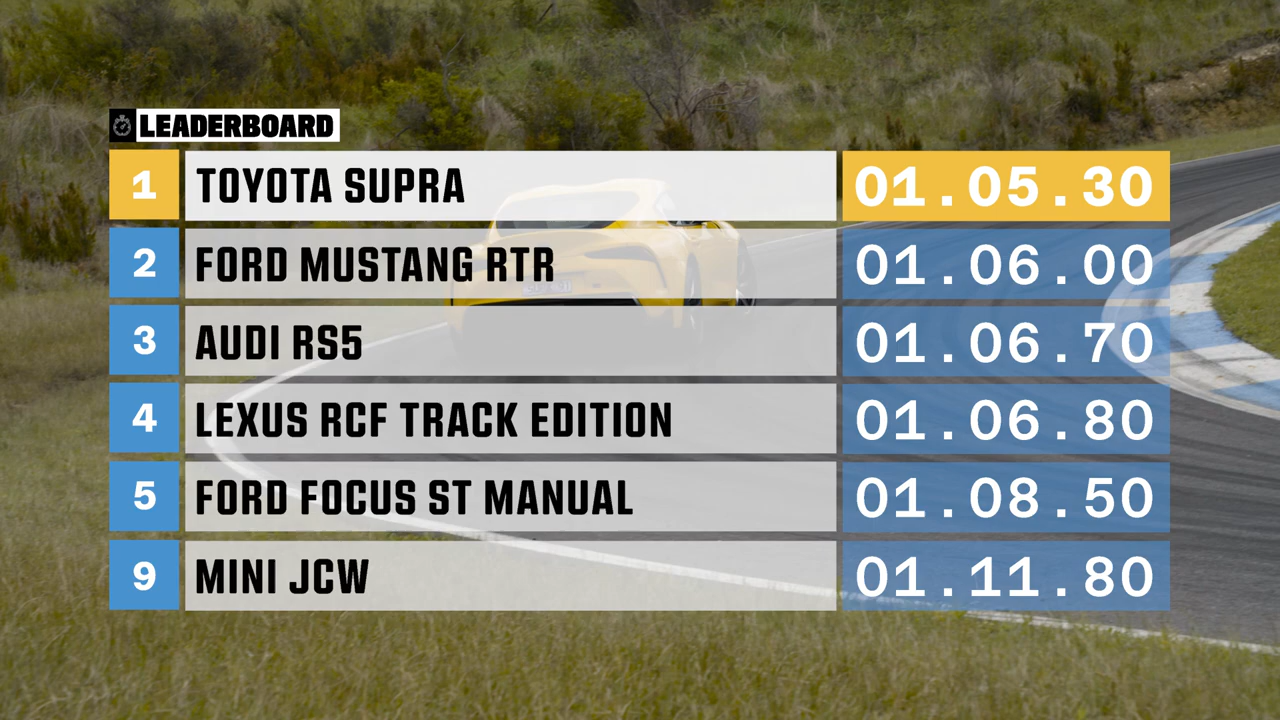 LEADERBOARD
1 TOYOTA SUPRA 01.05.30
2 FORD MUSTANG RTR 01.06.00
3 AUDI RS5 01.06.70
4 LEXUS RCF TRACK EDITION 01.06.80
5 FORD FOCUS ST MANUAL 01.08.50
9 MINI JCW 01.11.80